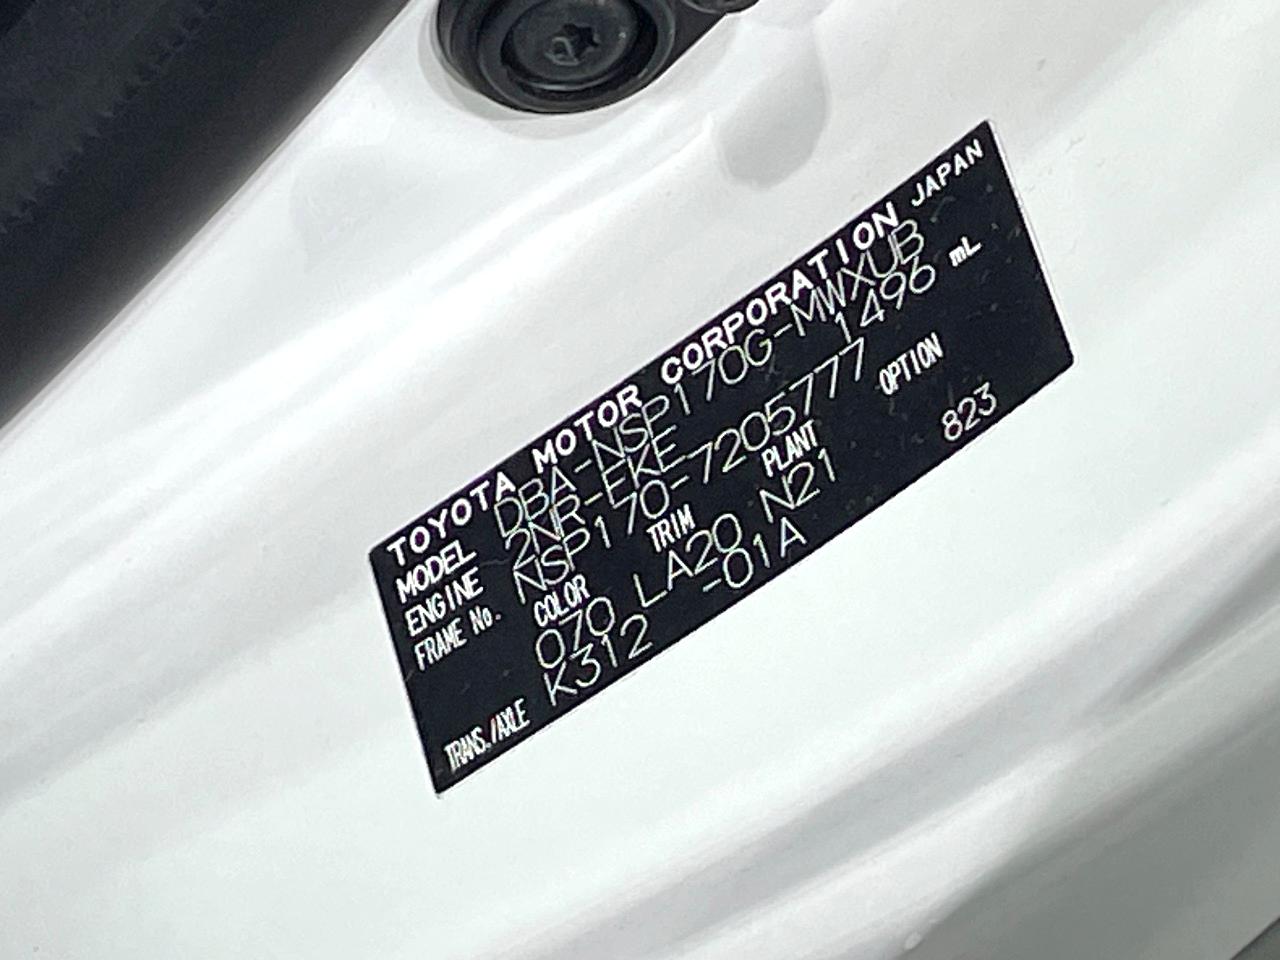 TOYOTA MOTOR CORPORATION JAPAN
MODEL DBA-NSP170G-MWXUB
ENGINE 2NR-FKE 1496 mL
FRAME No. NSP170-7205777
COLOR TRIM PLANT OPTION
070 LA20 N21 823
TRANS./AXLE K312 -01A